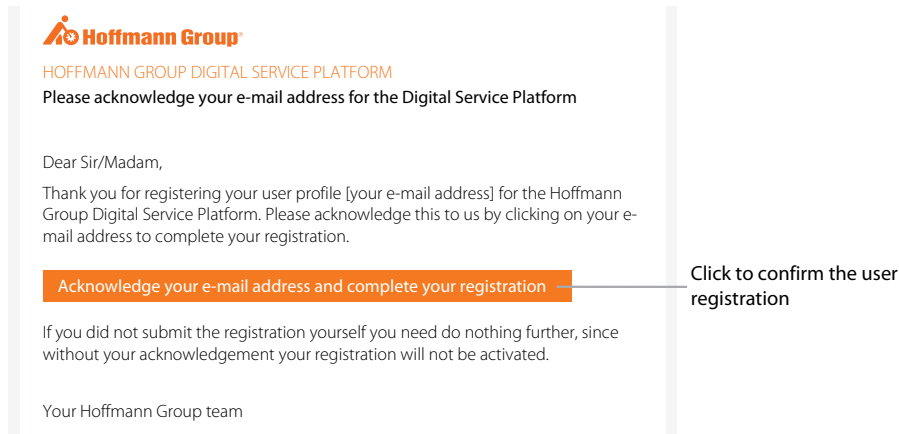 Hoffmann Group®
HOFFMANN GROUP DIGITAL SERVICE PLATFORM
Please acknowledge your e-mail address for the Digital Service Platform
Dear Sir/Madam,
Thank you for registering your user profile [your e-mail address] for the Hoffmann
Group Digital Service Platform. Please acknowledge this to us by clicking on your e-
mail address to complete your registration.
Acknowledge your e-mail address and complete your registration
Click to confirm the user
registration
If you did not submit the registration yourself you need do nothing further, since
without your acknowledgement your registration will not be activated.
Your Hoffmann Group team